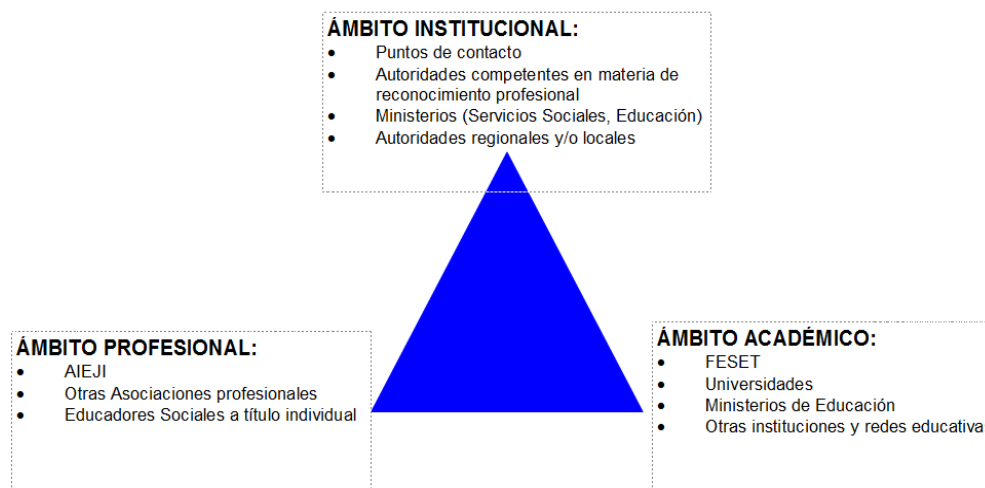 ÁMBITO INSTITUCIONAL:
• Puntos de contacto
• Autoridades competentes en materia de
reconocimiento profesional
• Ministerios (Servicios Sociales, Educación)
• Autoridades regionales y/o locales
ÁMBITO PROFESIONAL:
• AIEJI
• Otras Asociaciones profesionales
• Educadores Sociales a título individual
ÁMBITO ACADÉMICO:
• FESET
• Universidades
• Ministerios de Educación
• Otras instituciones y redes educativa